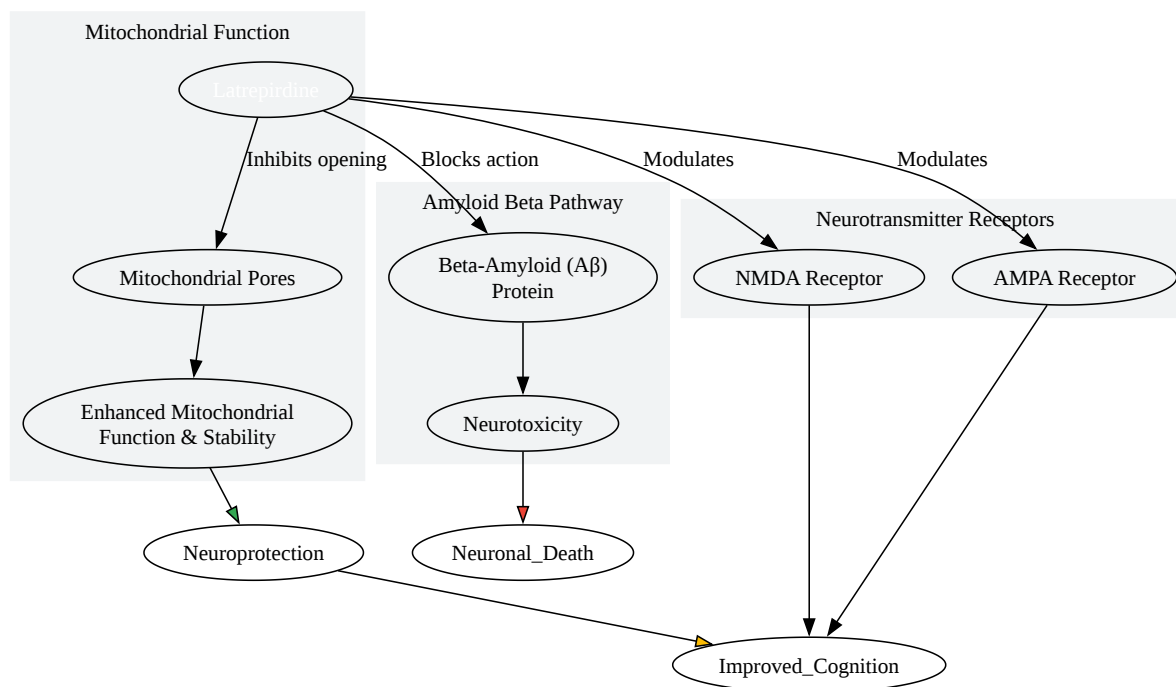 Mitochondrial Function
Latrepirdine
Inhibits opening
Blocks action
Modulates
Modulates
Amyloid Beta Pathway
Neurotransmitter Receptors
Mitochondrial Pores
Beta-Amyloid (Aβ)
Protein
NMDA Receptor
AMPA Receptor
Enhanced Mitochondrial
Function & Stability
Neurotoxicity
Neuroprotection
Neuronal_Death
Improved_Cognition